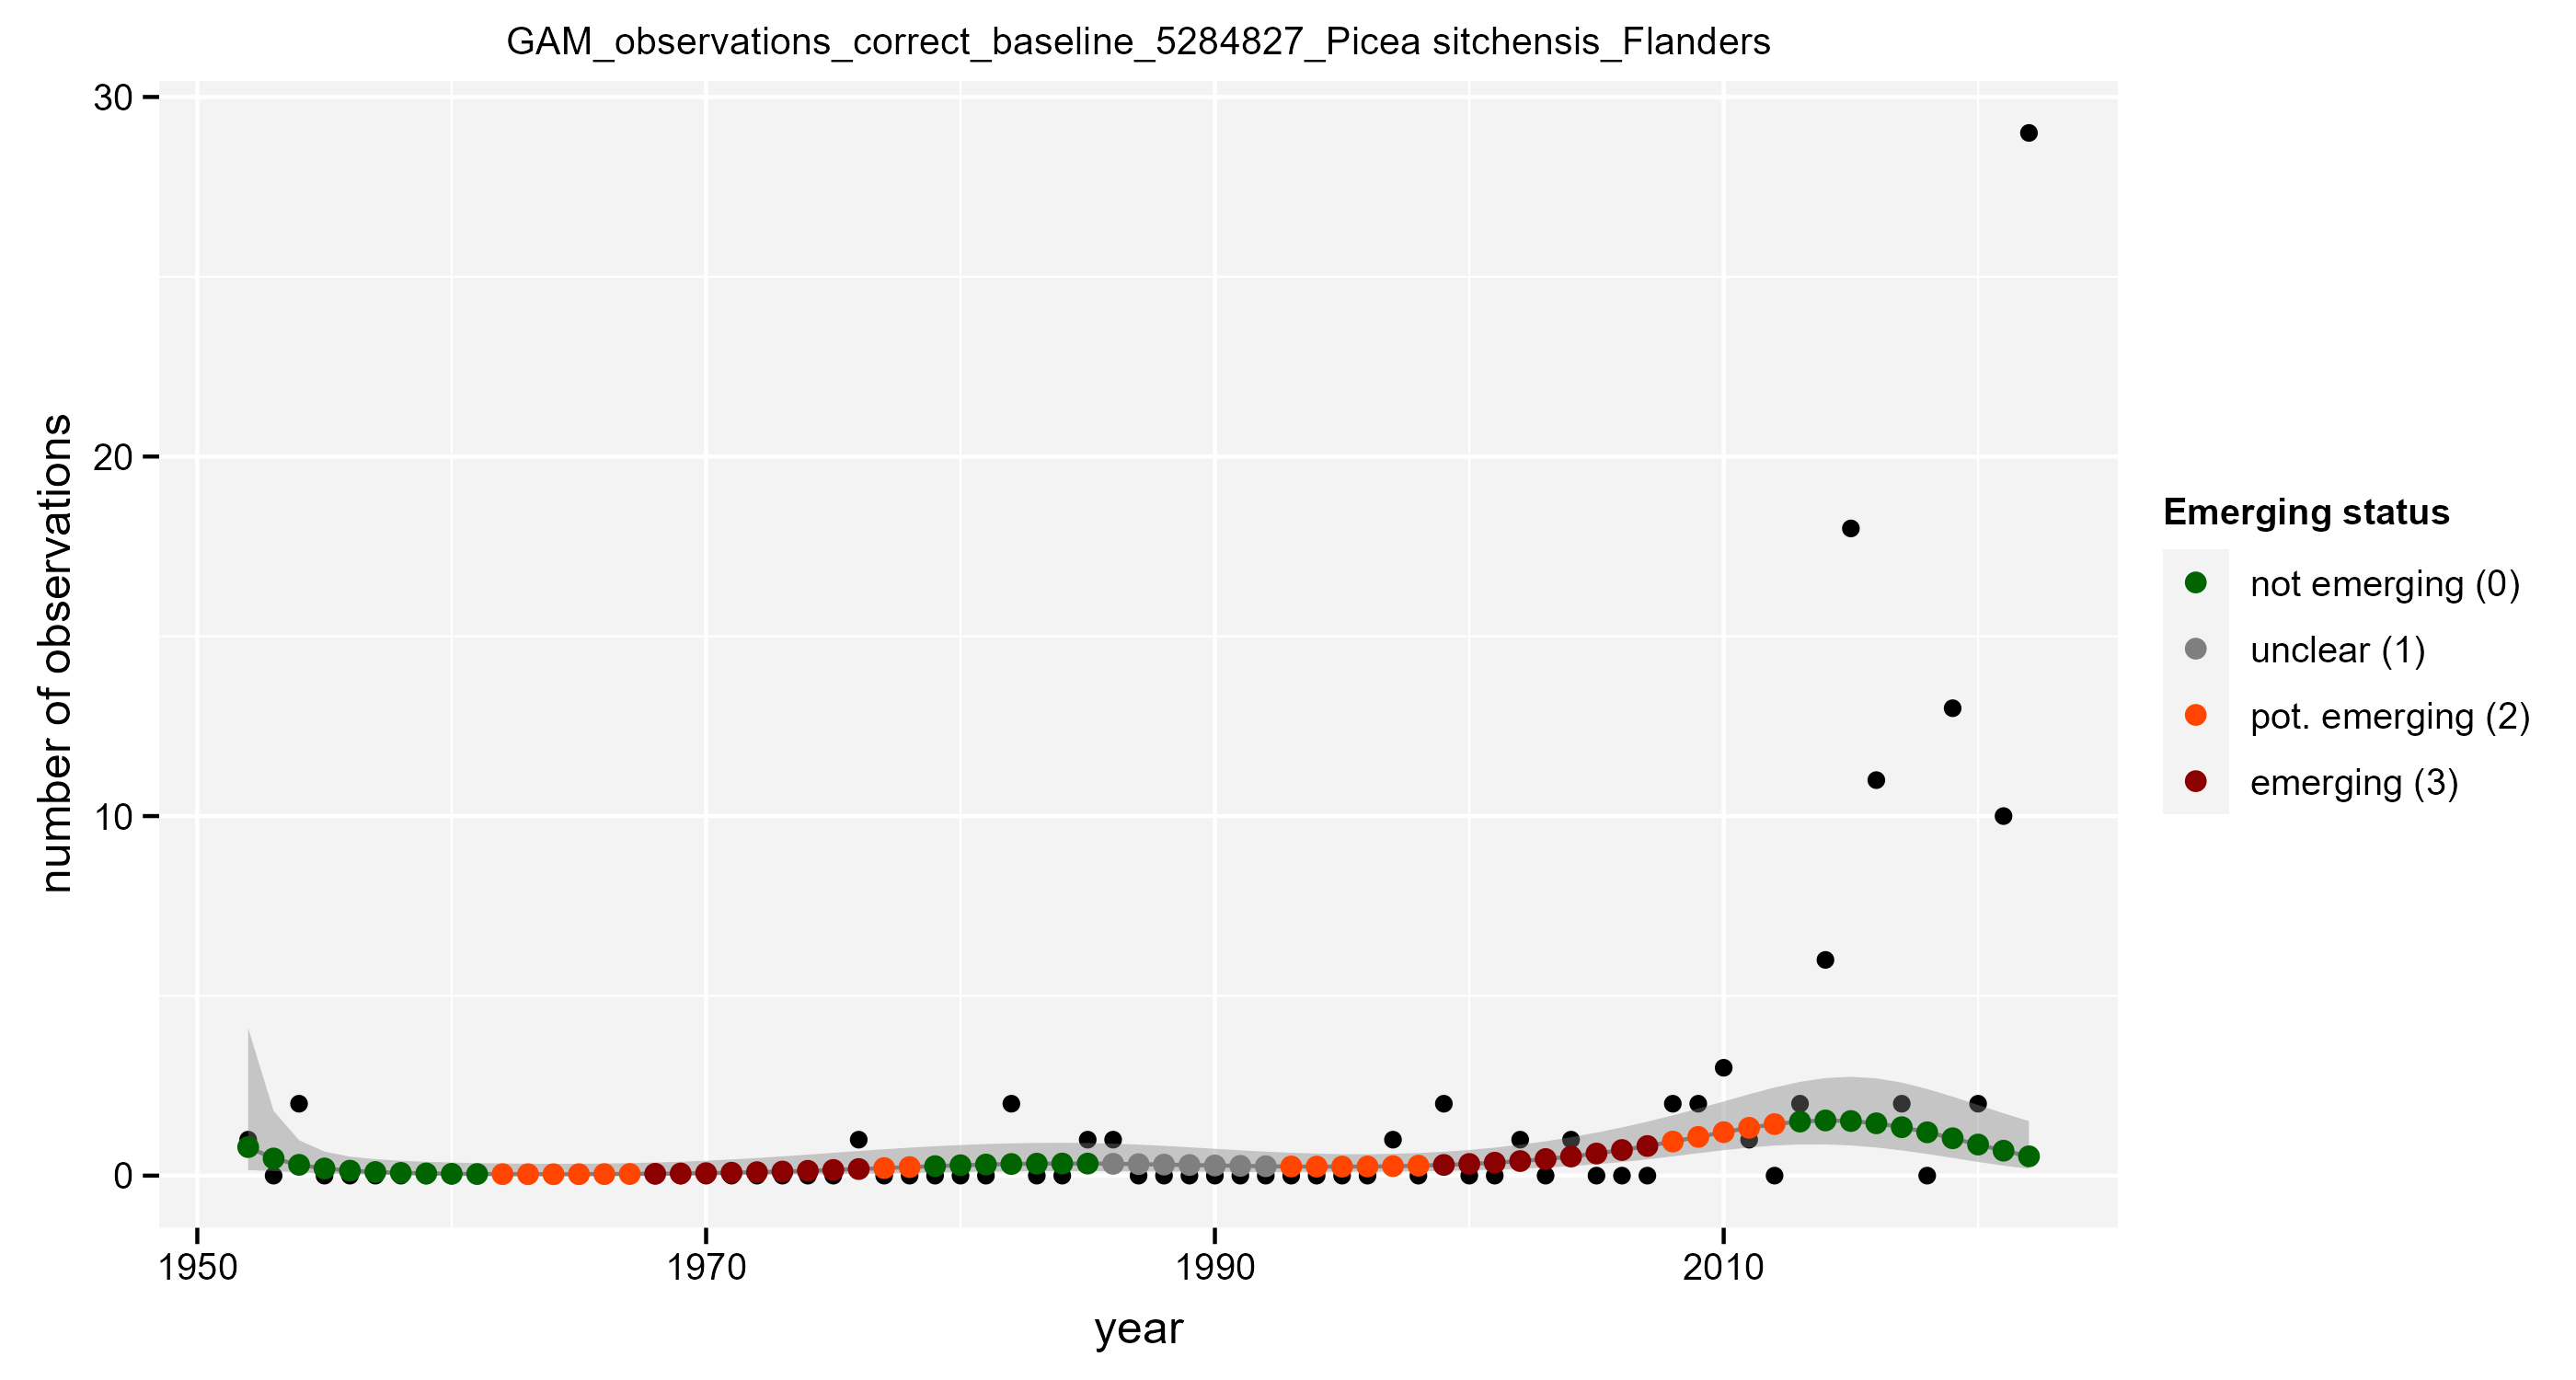 GAM_observations_correct_baseline_5284827_Picea sitchensis_Flanders
30
20
10
0
number of observations
1950
1970
1990
2010
year
Emerging status
not emerging (0)
unclear (1)
pot. emerging (2)
emerging (3)